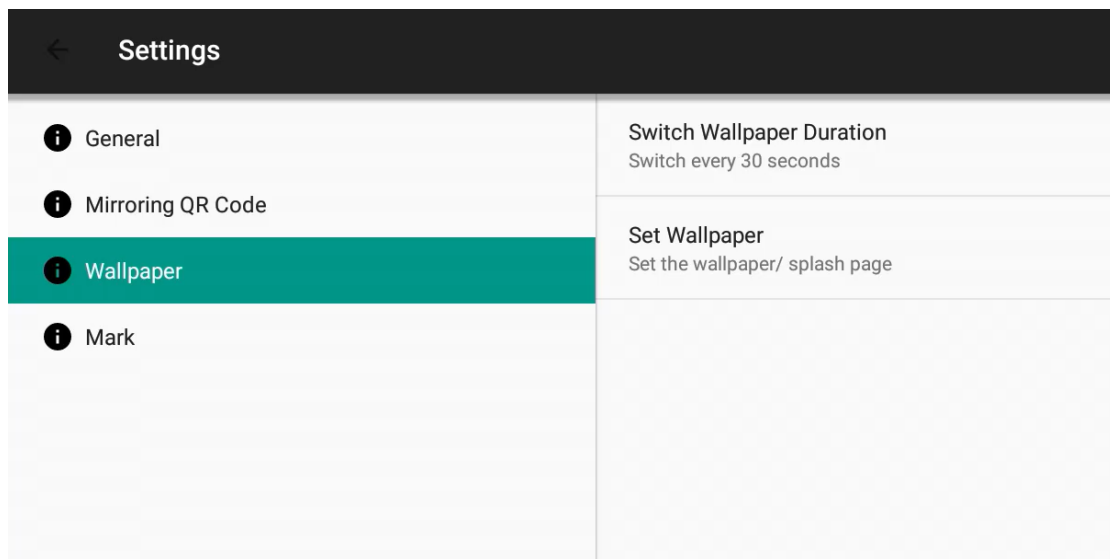 Settings
General
Mirroring QR Code
Wallpaper
Mark
Switch Wallpaper Duration
Switch every 30 seconds
Set Wallpaper
Set the wallpaper/ splash page